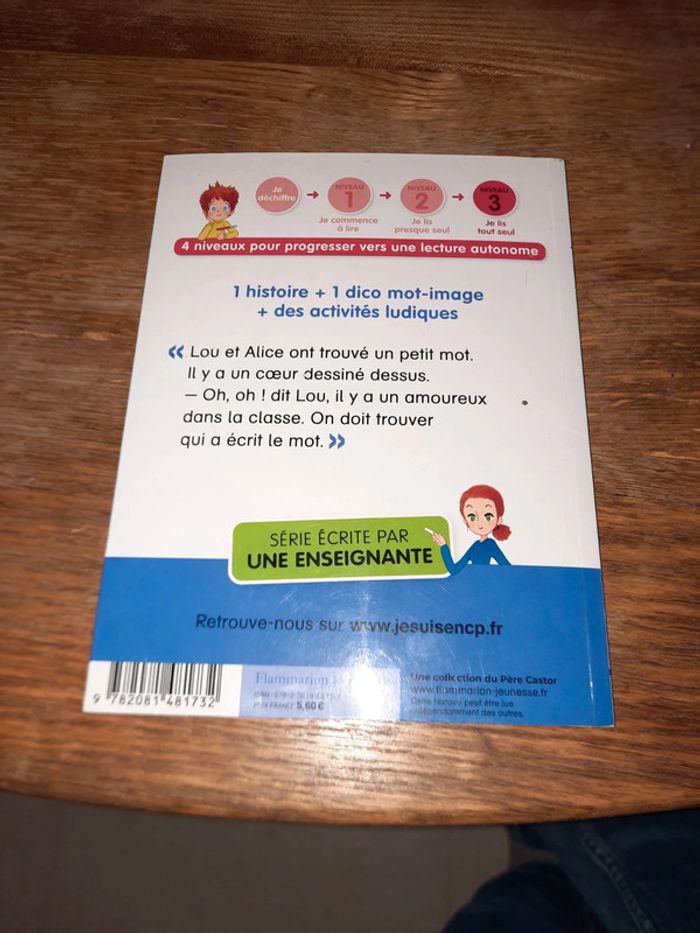 Je
déchiffre
NIVEAU
1
Je commence
à lire
NIVEAU
2
Je lis
presque seul
NIVEAU
3
Je lis
tout seul
4 niveaux pour progresser vers une lecture autonome
1 histoire + 1 dico mot-image
+ des activités ludiques
« Lou et Alice ont trouvé un petit mot.
Il y a un cœur dessiné dessus.
– Oh, oh ! dit Lou, il y a un amoureux
dans la classe. On doit trouver
qui a écrit le mot. »
SÉRIE ÉCRITE PAR
UNE ENSEIGNANTE
Retrouve-nous sur www.jesuisencp.fr
9 782081 481732
Flammarion
FRANCE 5,60 €
Une collection du Père Castor
www.flammarion-jeunesse.fr
Cette histoire peut être lue
indépendamment des autres.